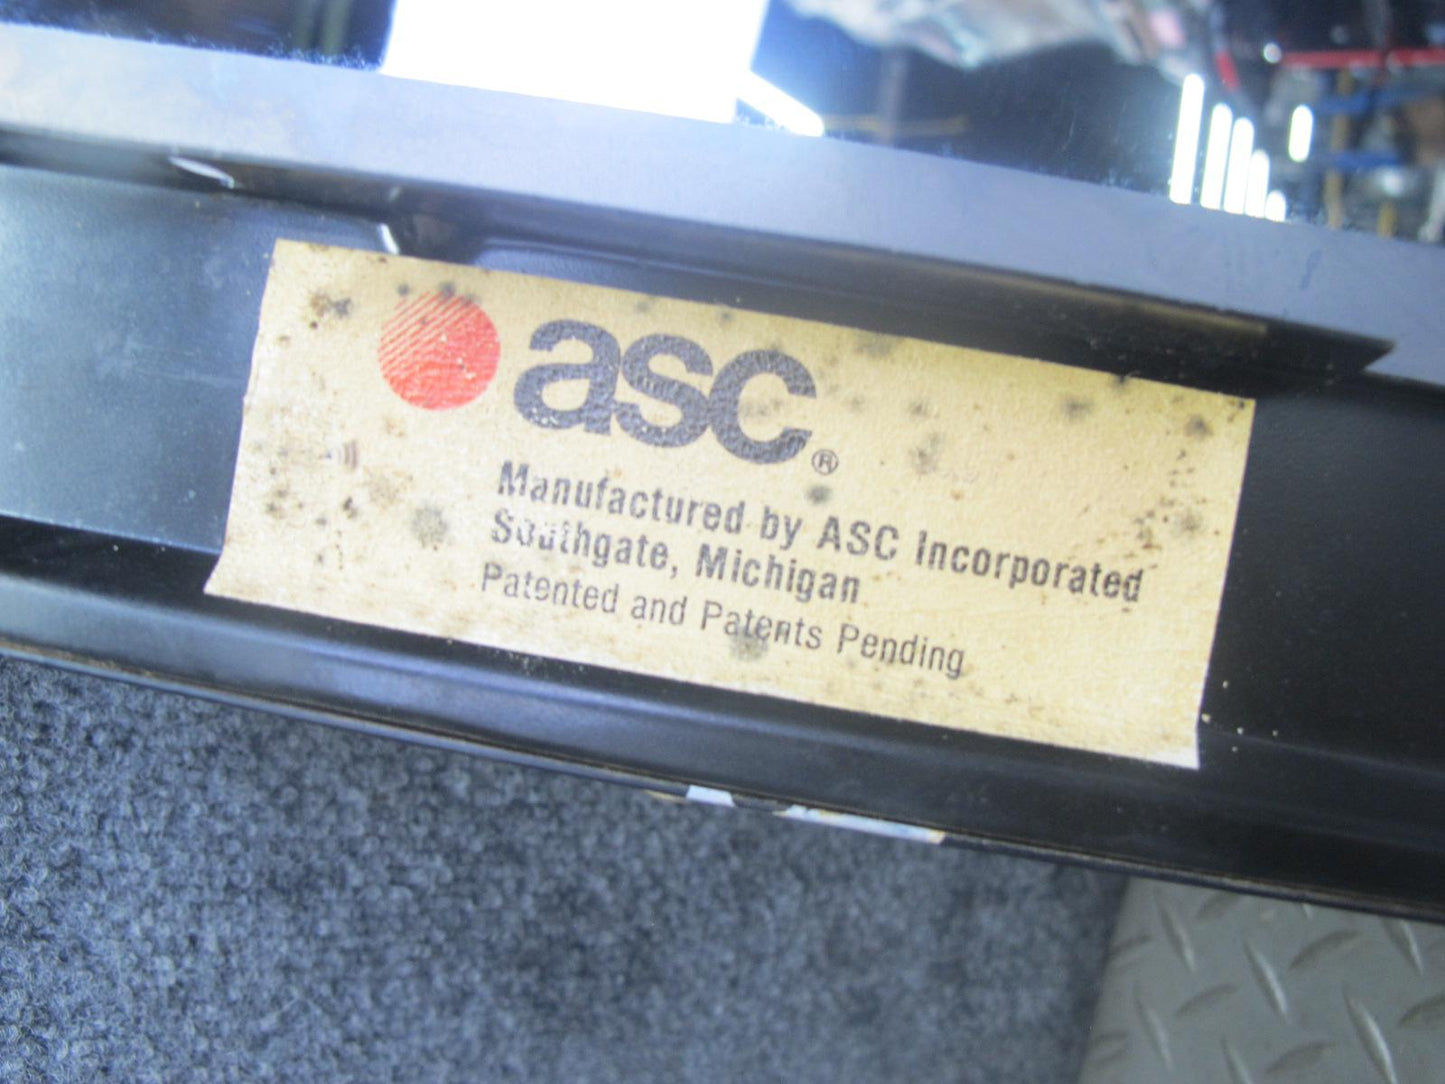 asc®
Manufactured by ASC Incorporated
Southgate, Michigan
Patented and Patents Pending